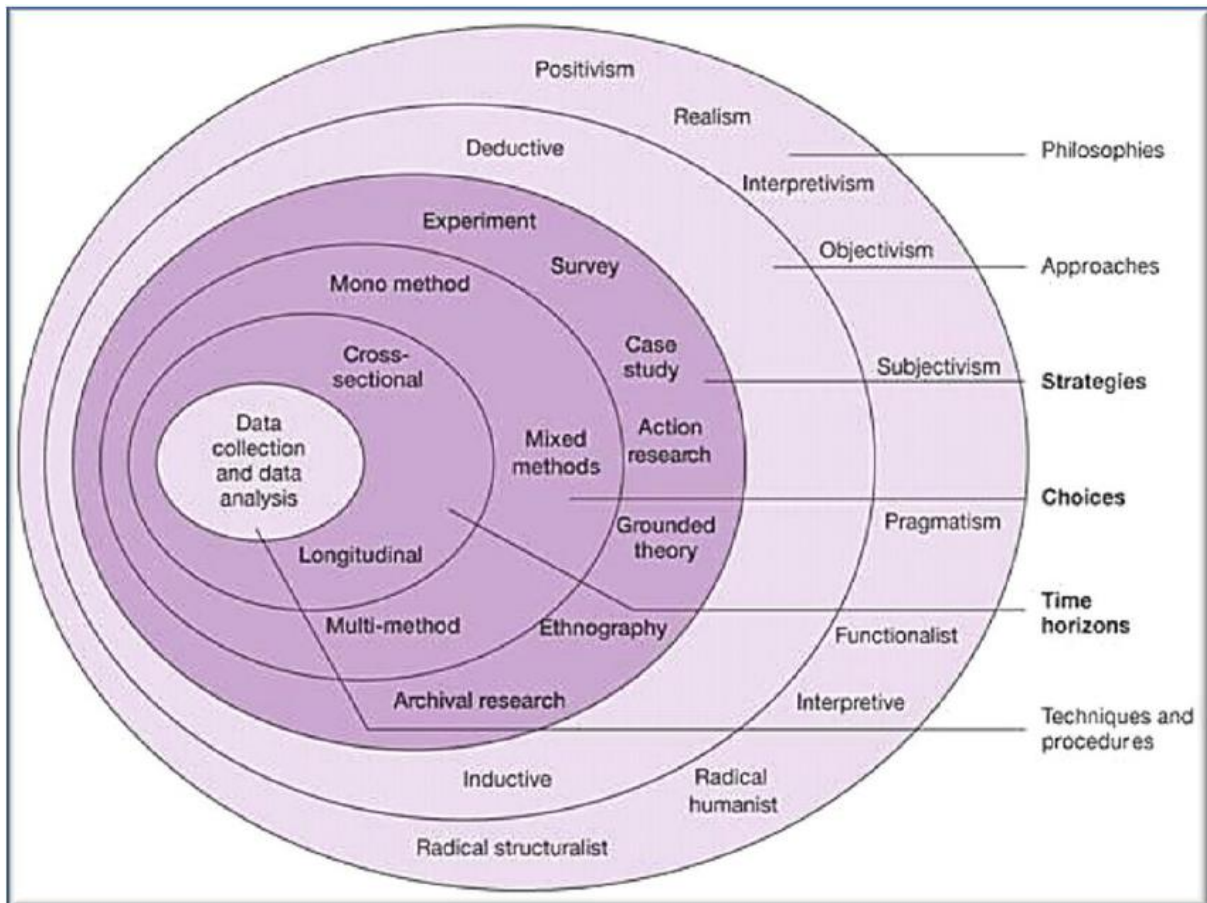 Positivism
Realism
Philosophies
Deductive
Interpretivism
Experiment
Objectivism
Survey
Approaches
Mono method
Cross-
sectional
Case
study
Subjectivism
Strategies
Data
collection
and data
analysis
Mixed
methods
Action
research
Choices
Pragmatism
Grounded
theory
Longitudinal
Time
horizons
Multi-method
Ethnography
Functionalist
Archival research
Interpretive
Techniques and
procedures
Inductive
Radical
humanist
Radical structuralist